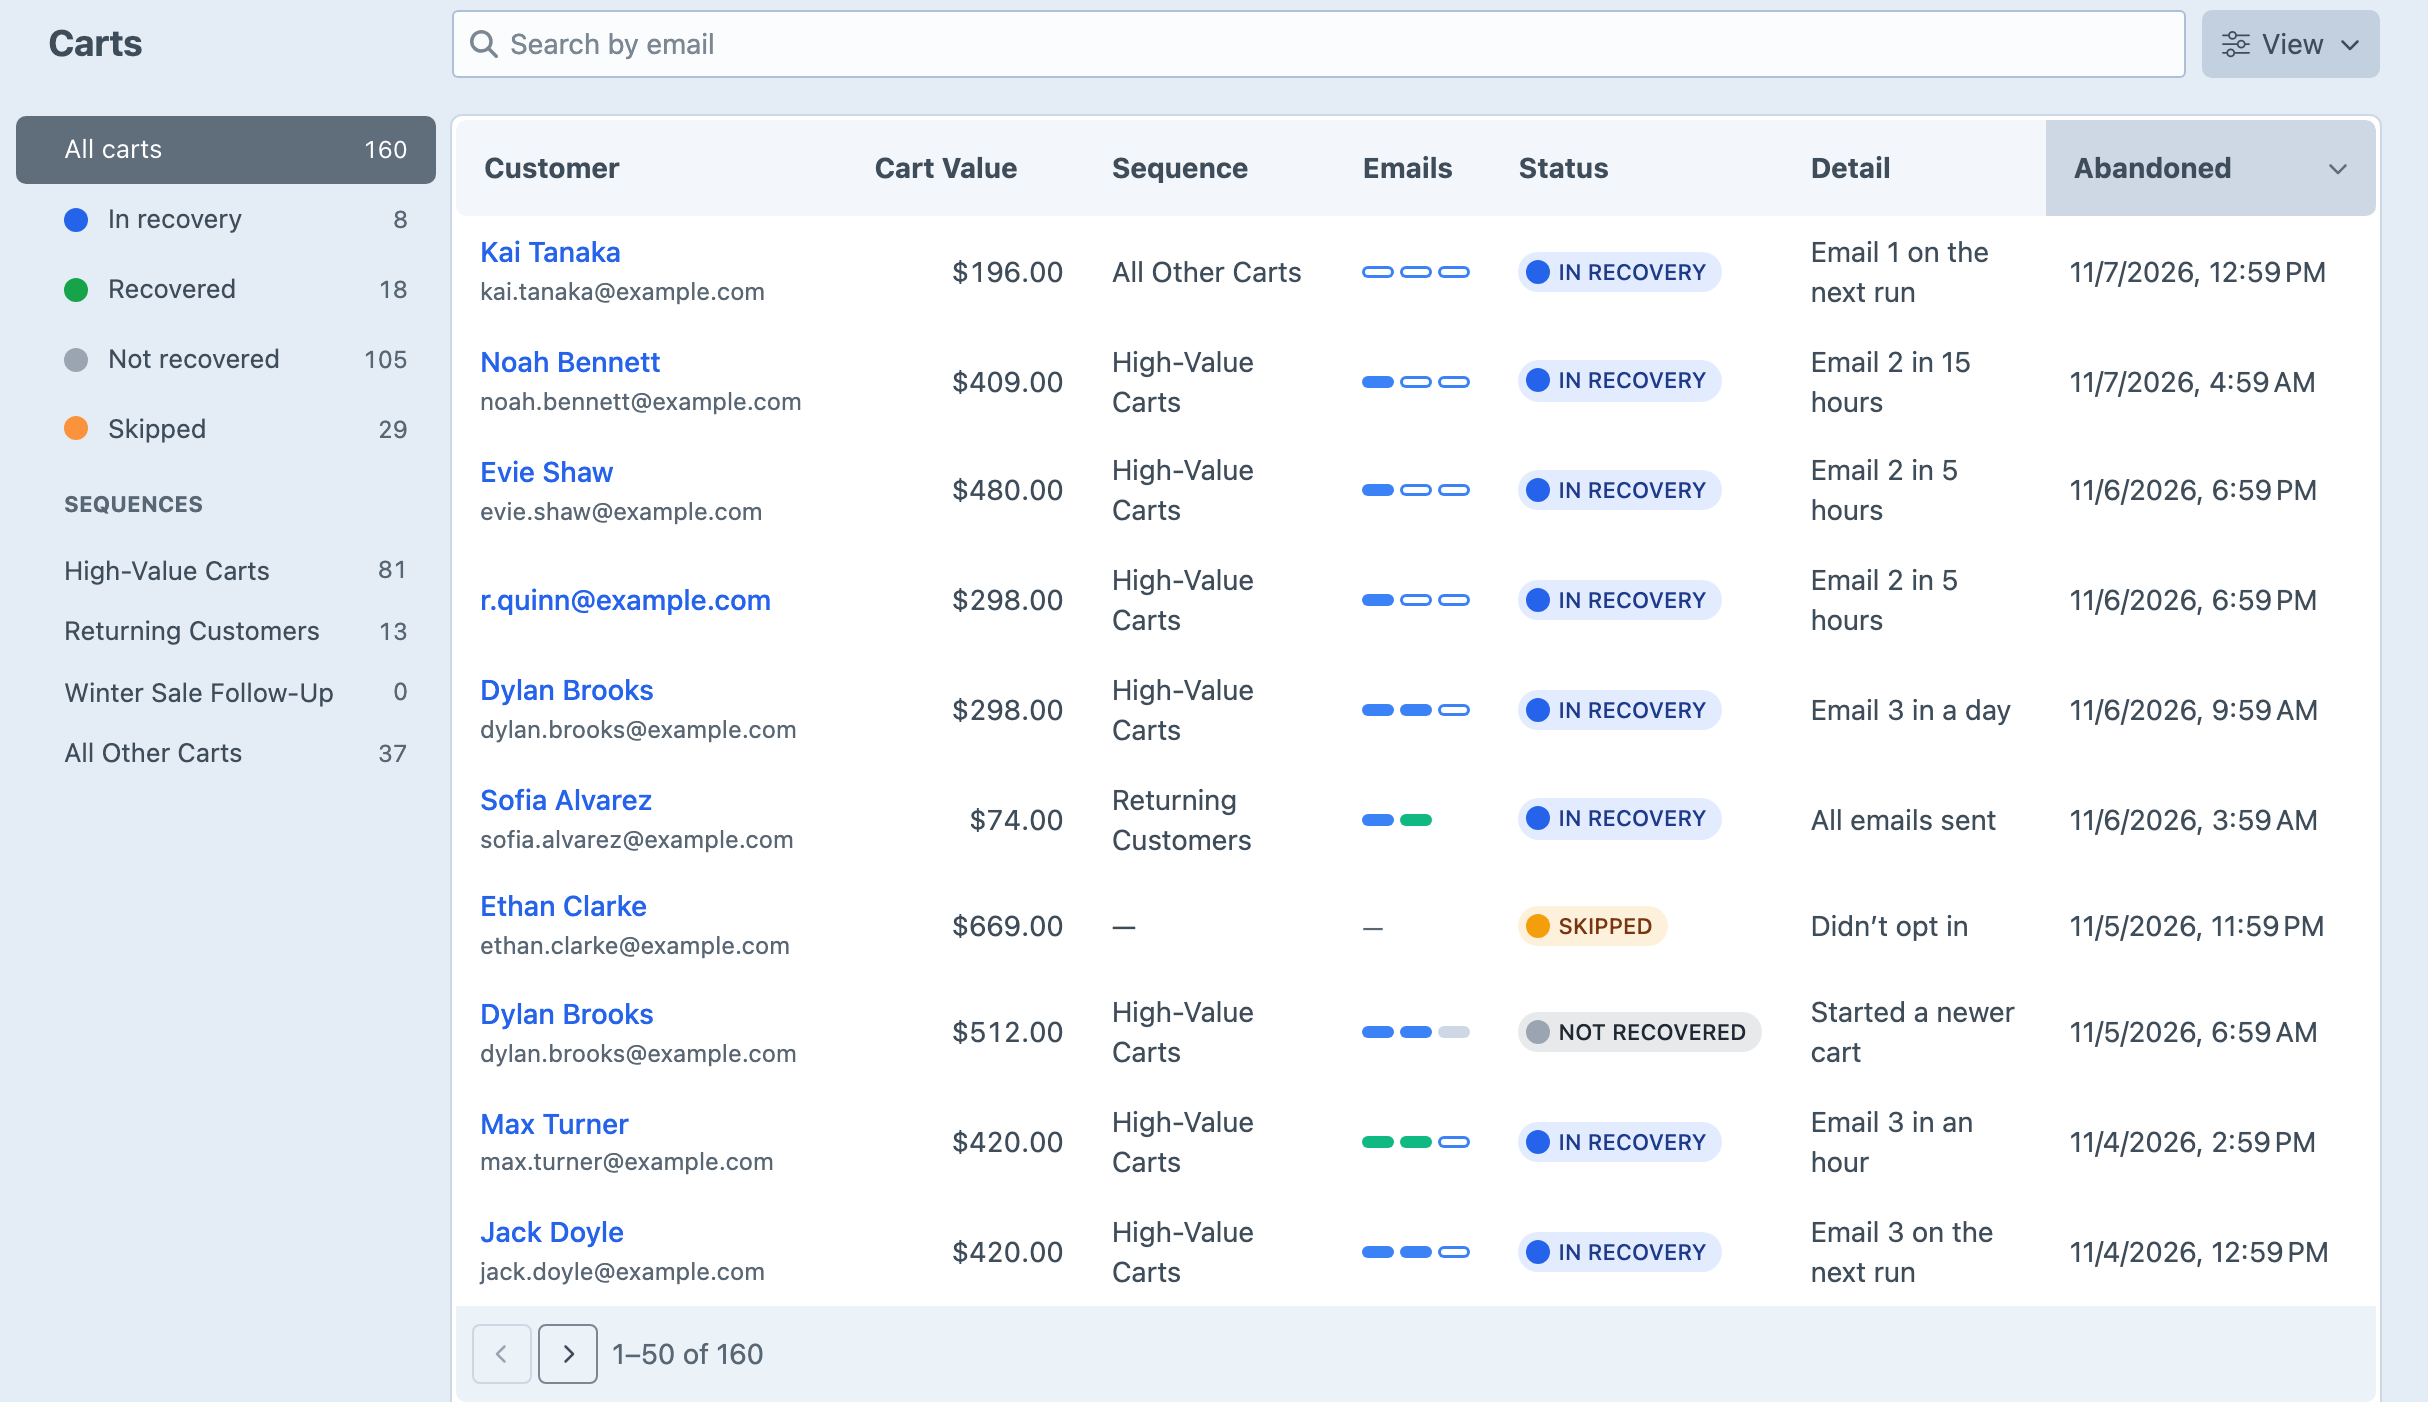 Carts
Search by email
View
All carts 160
In recovery 8
Recovered 18
Not recovered 105
Skipped 29
SEQUENCES
High-Value Carts 81
Returning Customers 13
Winter Sale Follow-Up 0
All Other Carts 37
Customer Cart Value Sequence Emails Status Detail Abandoned
Kai Tanaka
kai.tanaka@example.com
$196.00
All Other Carts
IN RECOVERY
Email 1 on the
next run
11/7/2026, 12:59 PM
Noah Bennett
noah.bennett@example.com
$409.00
High-Value
Carts
IN RECOVERY
Email 2 in 15
hours
11/7/2026, 4:59 AM
Evie Shaw
evie.shaw@example.com
$480.00
High-Value
Carts
IN RECOVERY
Email 2 in 5
hours
11/6/2026, 6:59 PM
r.quinn@example.com
$298.00
High-Value
Carts
IN RECOVERY
Email 2 in 5
hours
11/6/2026, 6:59 PM
Dylan Brooks
dylan.brooks@example.com
$298.00
High-Value
Carts
IN RECOVERY
Email 3 in a day
11/6/2026, 9:59 AM
Sofia Alvarez
sofia.alvarez@example.com
$74.00
Returning
Customers
IN RECOVERY
All emails sent
11/6/2026, 3:59 AM
Ethan Clarke
ethan.clarke@example.com
$669.00
—
—
SKIPPED
Didn’t opt in
11/5/2026, 11:59 PM
Dylan Brooks
dylan.brooks@example.com
$512.00
High-Value
Carts
NOT RECOVERED
Started a newer
cart
11/5/2026, 6:59 AM
Max Turner
max.turner@example.com
$420.00
High-Value
Carts
IN RECOVERY
Email 3 in an
hour
11/4/2026, 2:59 PM
Jack Doyle
jack.doyle@example.com
$420.00
High-Value
Carts
IN RECOVERY
Email 3 on the
next run
11/4/2026, 12:59 PM
1–50 of 160